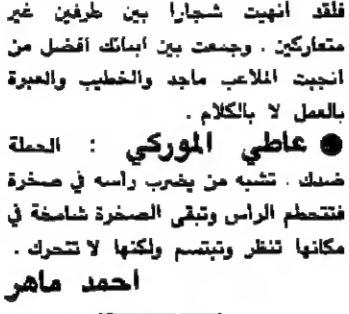 فلقد انهيت شجارا بين طرفين غير
متعاركين . وجمعت بين ابنائك افضل من
انجبت الملاعب ماجد والخطيب والعبرة
بالعمل لا بالكلام .
● عاطي الموركي : الحملة
ضدك . تشبه من يضرب راسه في صخرة
فتتحطم الراس وتبقى الصخرة شامخة في
مكانها تنظر وتبتسم ولكنها لا تتحرك .
احمد ماهر